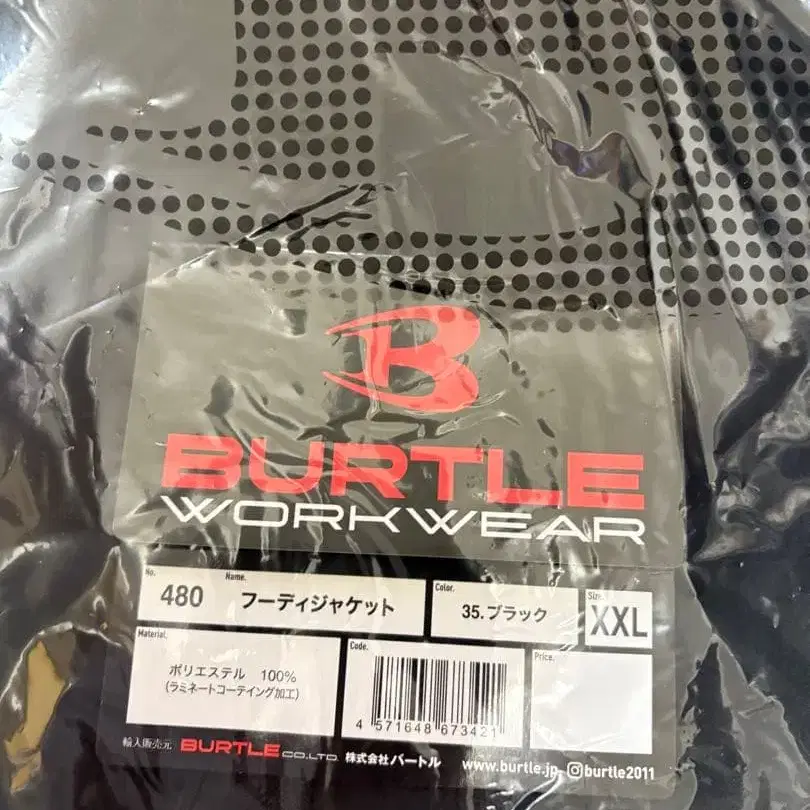 BURTLE
WORKWEAR
No. 480 Name. フーディジャケット
Color. 35.ブラック
Size. XXL
Material. ポリエステル 100%
(ラミネートコーティング加工)
Code. 4 571648 673421
Price.
輸入販売元 BURTLE CO.,LTD. 株式会社バートル www.burtle.jp burtle2011